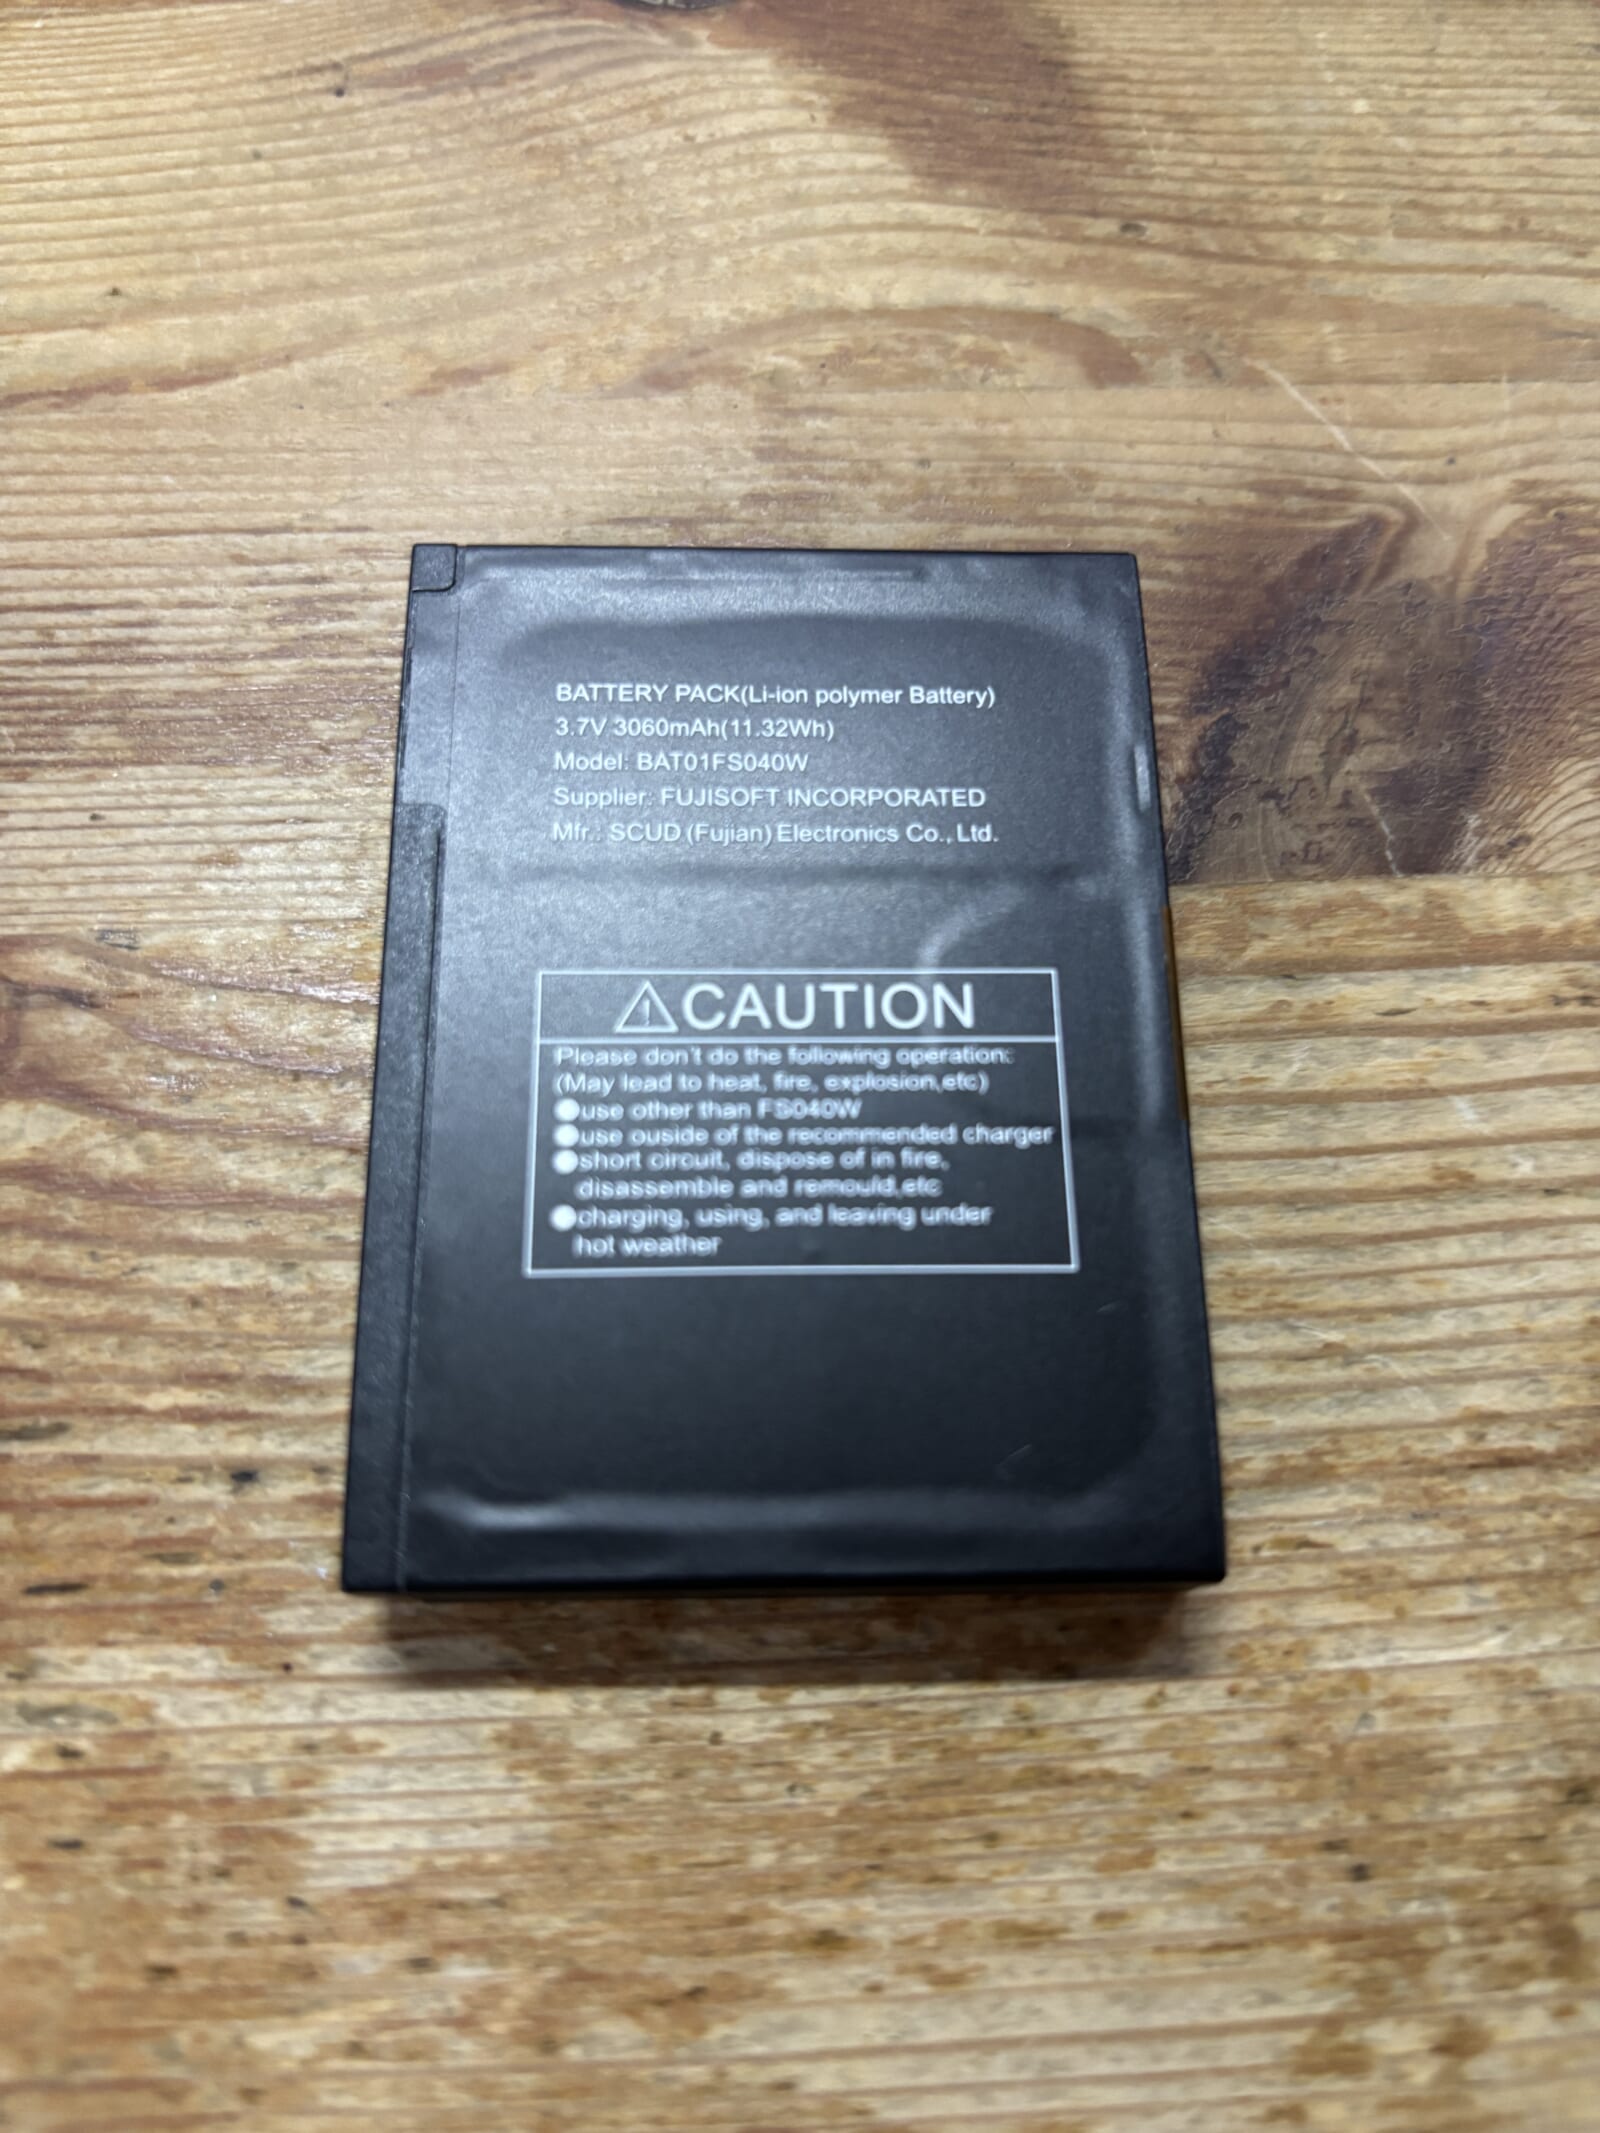 BATTERY PACK(Li-ion polymer Battery)
3.7V 3060mAh(11.32Wh)
Model: BAT01FS040W
Supplier: FUJISOFT INCORPORATED
Mfr.: SCUD (Fujian) Electronics Co., Ltd.
⚠CAUTION
Please don't do the following operation:
(May lead to heat, fire, explosion,etc)
●use other than FS040W
●use ouside of the recommended charger
●short circuit, dispose of in fire,
disassemble and remould,etc
●charging, using, and leaving under
hot weather